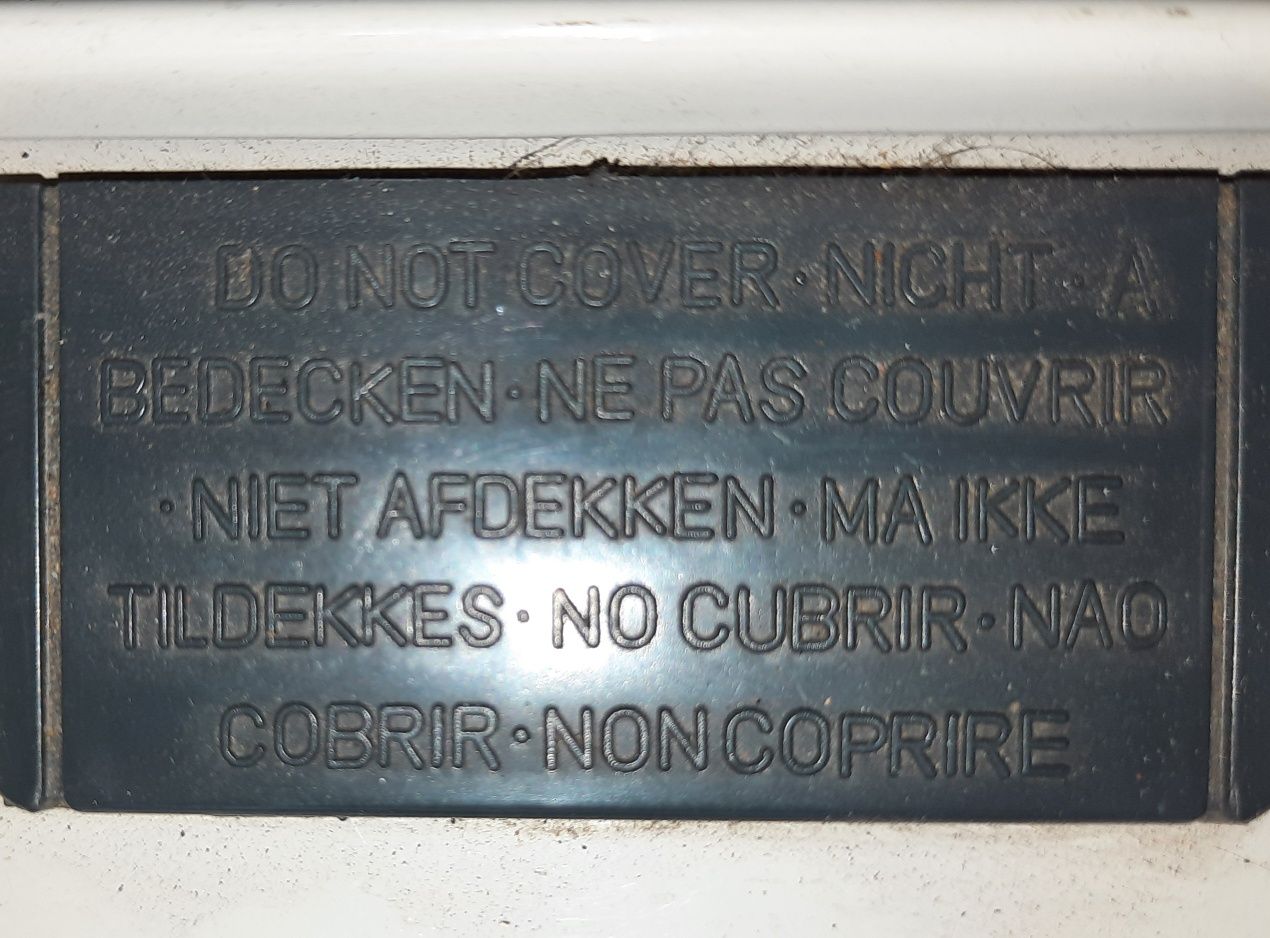 DO NOT COVER · NICHT · A
BEDECKEN · NE PAS COUVRIR
· NIET AFDEKKEN · MA IKKE
TILDEKKES · NO CUBRIR · NAO
COBRIR · NON COPRIRE